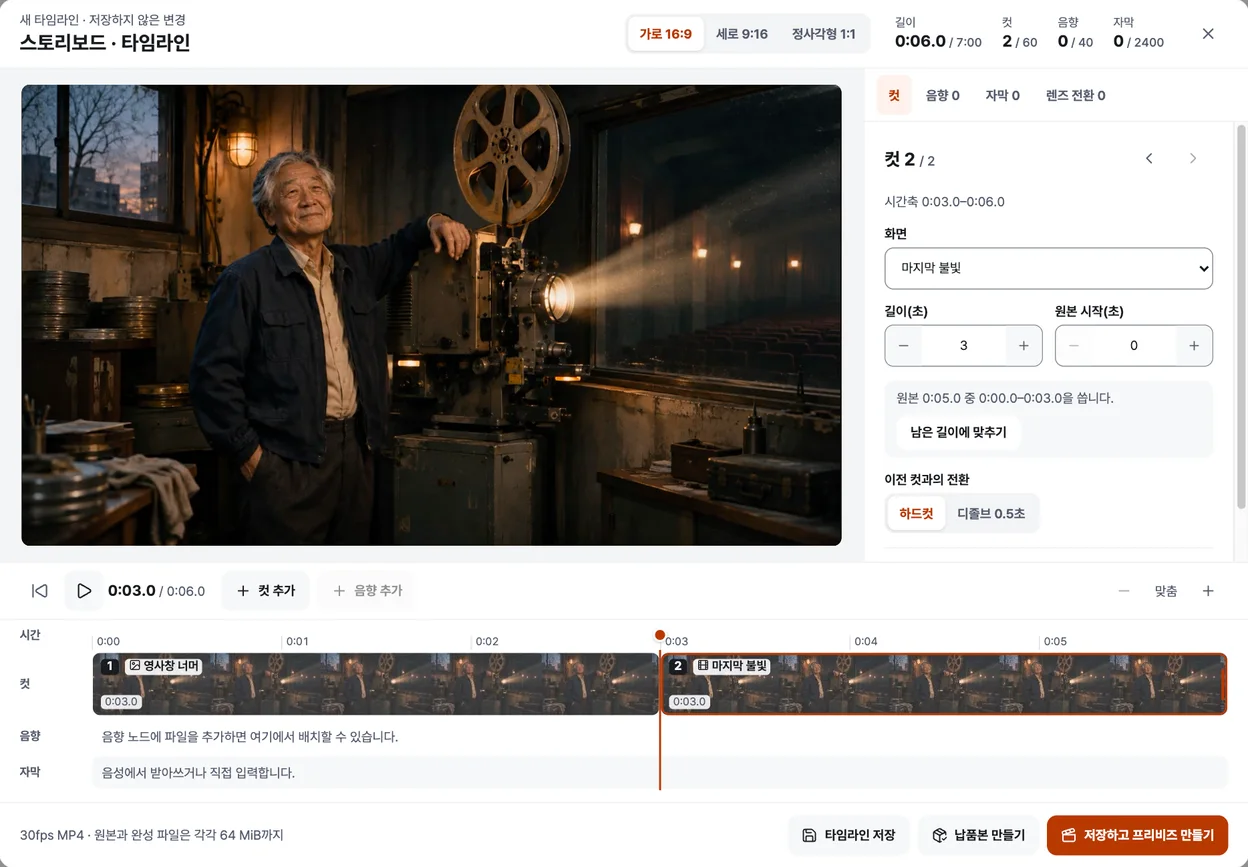 새 타임라인 · 저장하지 않은 변경
스토리보드 · 타임라인
가로 16:9 세로 9:16 정사각형 1:1
길이 컷 음향 자막
0:06.0 / 7:00 2 / 60 0 / 40 0 / 2400
컷 음향 0 자막 0 렌즈 전환 0
컷 2 / 2
시간축 0:03.0–0:06.0
화면
마지막 불빛
길이(초) 원본 시작(초)
− 3 + − 0 +
원본 0:05.0 중 0:00.0–0:03.0을 씁니다.
남은 길이에 맞추기
이전 컷과의 전환
하드컷 디졸브 0.5초
0:03.0 / 0:06.0 + 컷 추가 + 음향 추가 − 맞춤 +
시간 0:00 0:01 0:02 0:03 0:04 0:05
컷
1 영사창 너머 2 마지막 불빛
0:03.0 0:03.0
음향 음향 노드에 파일을 추가하면 여기에서 배치할 수 있습니다.
자막 음성에서 받아쓰거나 직접 입력합니다.
30fps MP4 · 원본과 완성 파일은 각각 64 MiB까지 타임라인 저장 납품본 만들기 저장하고 프리비즈 만들기